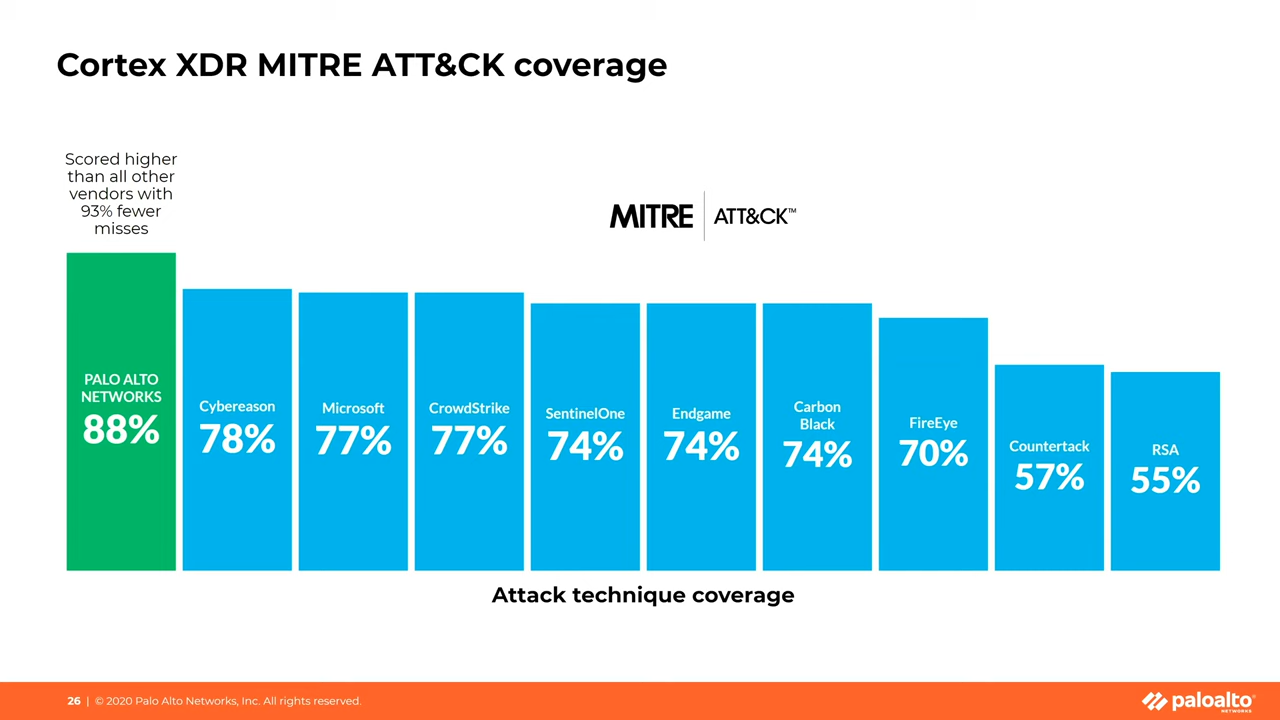 Cortex XDR MITRE ATT&CK coverage
Scored higher
than all other
vendors with
93% fewer
misses
MITRE | ATT&CK™
PALO ALTO
NETWORKS
88%
Cybereason
78%
Microsoft
77%
CrowdStrike
77%
SentinelOne
74%
Endgame
74%
Carbon
Black
74%
FireEye
70%
Countertack
57%
RSA
55%
Attack technique coverage
26 | © 2020 Palo Alto Networks, Inc. All rights reserved.
paloalto
NETWORKS